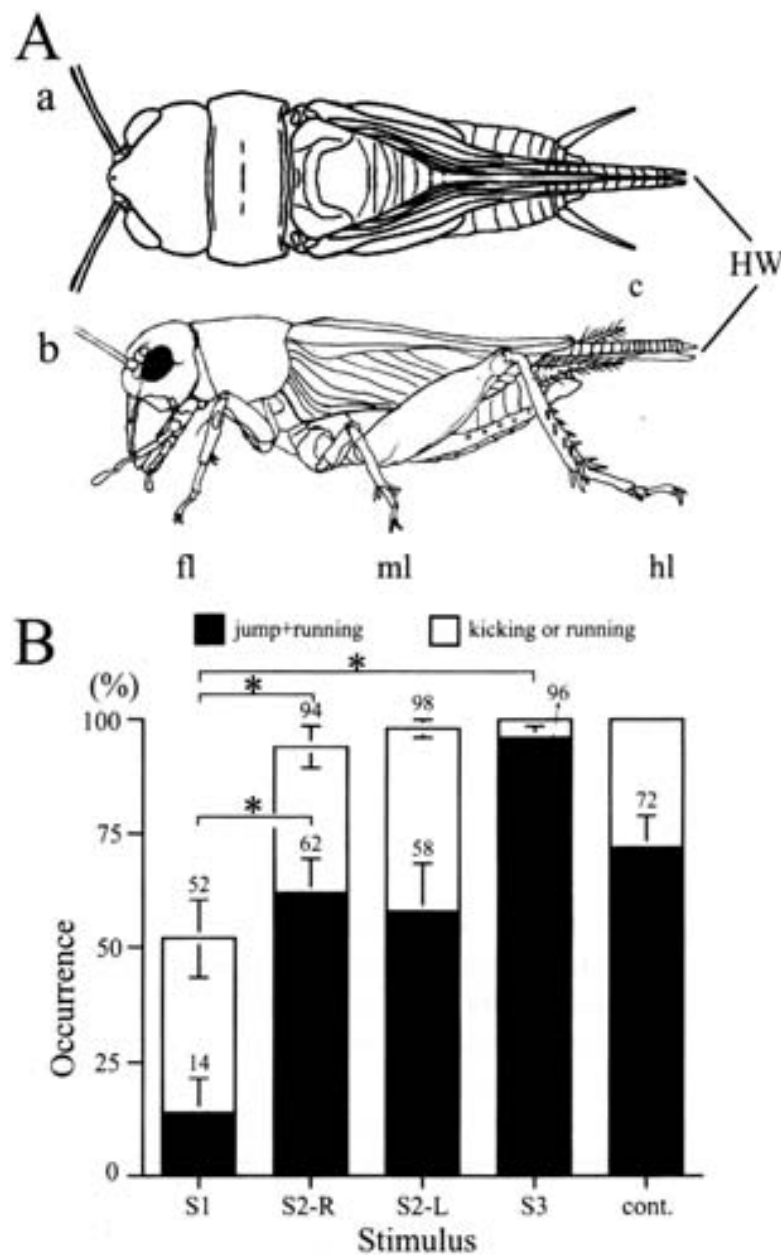 A
a
HW
c
b
fl ml hl
B
jump+running kicking or running
(%)
* *
100 94 98 96
75 * 72
62 58
52
50
25
14
0
S1 S2-R S2-L S3 cont.
Occurrence
Stimulus